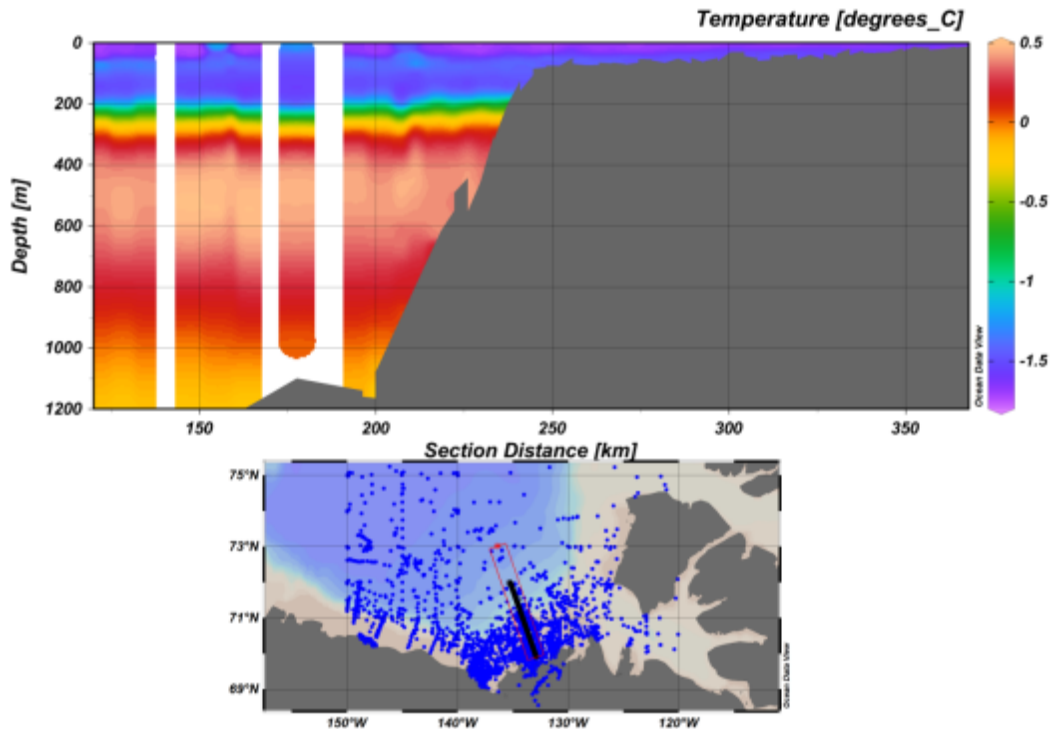 Temperature [degrees_C]
0
200
400
600
800
1000
1200
Depth [m]
150
200
250
300
350
Section Distance [km]
0.5
0
-0.5
-1
-1.5
Ocean Data View
75°N
73°N
71°N
69°N
150°W
140°W
130°W
120°W
Ocean Data View